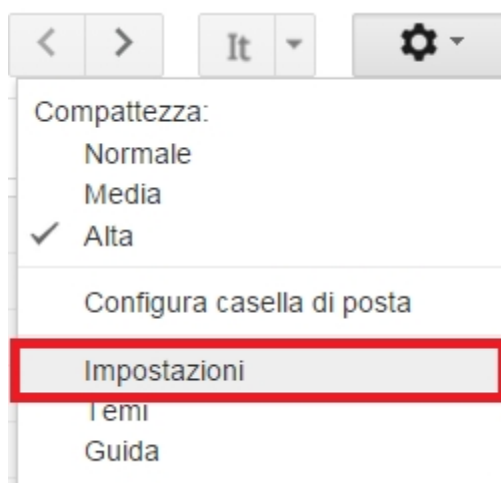 It
Compattezza:
Normale
Media
Alta
Configura casella di posta
Impostazioni
Temi
Guida